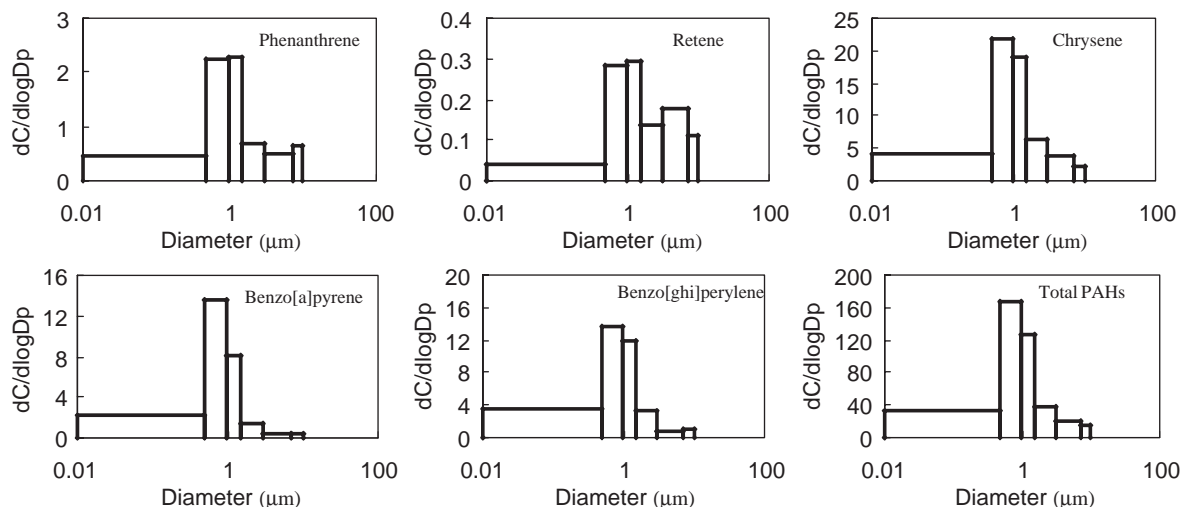 3
2
1
0
dC/dlogDp
Phenanthrene
0.01 1 100
Diameter (μm)
0.4
0.3
0.2
0.1
0
dC/dlogDp
Retene
0.01 1 100
Diameter (μm)
25
20
15
10
5
0
dC/dlogDp
Chrysene
0.01 1 100
Diameter (μm)
16
12
8
4
0
dC/dlogDp
Benzo[a]pyrene
0.01 1 100
Diameter (μm)
20
16
12
8
4
0
dC/dlogDp
Benzo[ghi]perylene
0.01 1 100
Diameter (μm)
200
160
120
80
40
0
dC/dlogDp
Total PAHs
0.01 1 100
Diameter (μm)